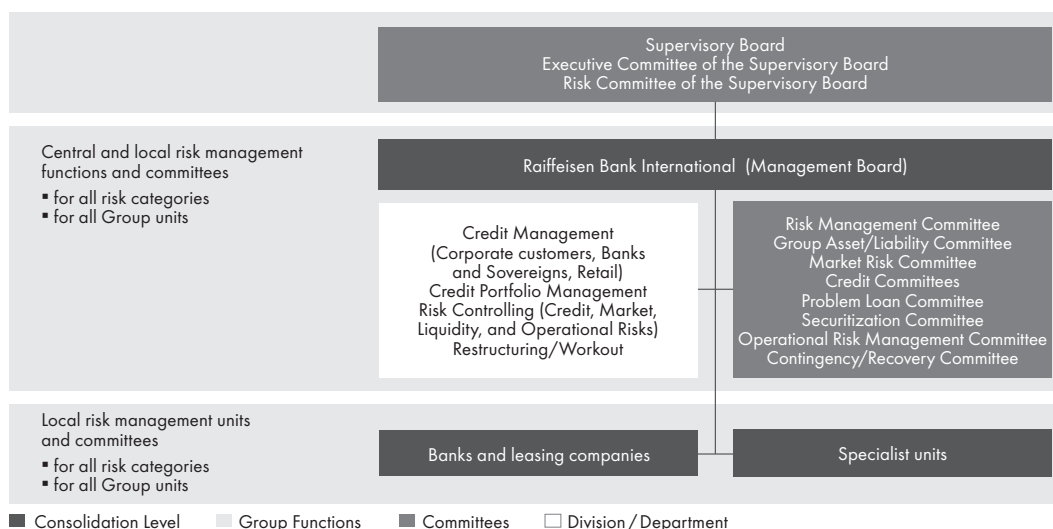 Supervisory Board
Executive Committee of the Supervisory Board
Risk Committee of the Supervisory Board
Central and local risk management
functions and committees
▪ for all risk categories
▪ for all Group units
Raiffeisen Bank International (Management Board)
Credit Management
(Corporate customers, Banks
and Sovereigns, Retail)
Credit Portfolio Management
Risk Controlling (Credit, Market,
Liquidity, and Operational Risks)
Restructuring/Workout
Risk Management Committee
Group Asset/Liability Committee
Market Risk Committee
Credit Committees
Problem Loan Committee
Securitization Committee
Operational Risk Management Committee
Contingency/Recovery Committee
Local risk management units
and committees
▪ for all risk categories
▪ for all Group units
Banks and leasing companies
Specialist units
Consolidation Level
Group Functions
Committees
Division / Department